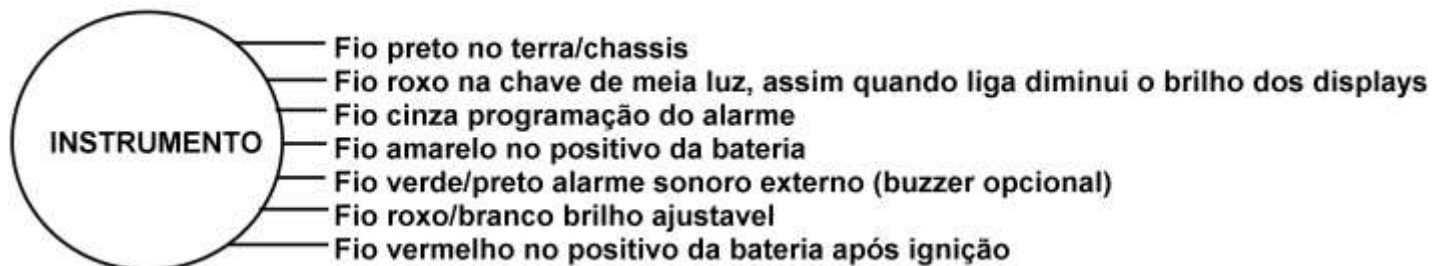 Fio preto no terra/chassis
Fio roxo na chave de meia luz, assim quando liga diminui o brilho dos displays
Fio cinza programação do alarme
INSTRUMENTO
Fio amarelo no positivo da bateria
Fio verde/preto alarme sonoro externo (buzzer opcional)
Fio roxo/branco brilho ajustavel
Fio vermelho no positivo da bateria após ignição